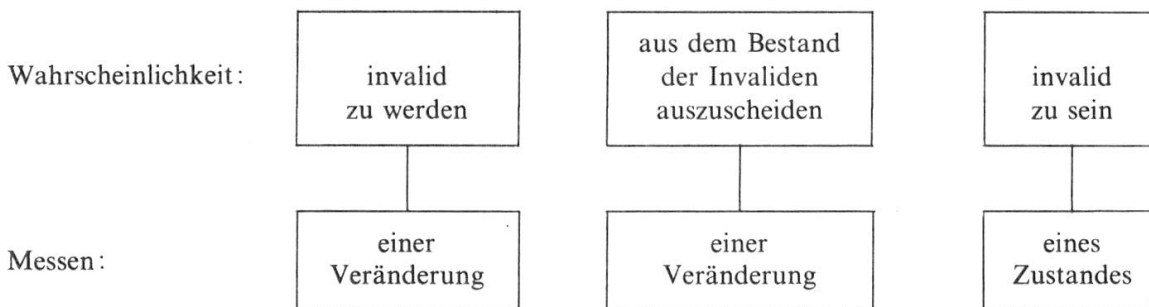 Wahrscheinlichkeit:
invalid
zu werden
aus dem Bestand
der Invaliden
auszuscheiden
invalid
zu sein
Messen:
einer
Veränderung
einer
Veränderung
eines
Zustandes